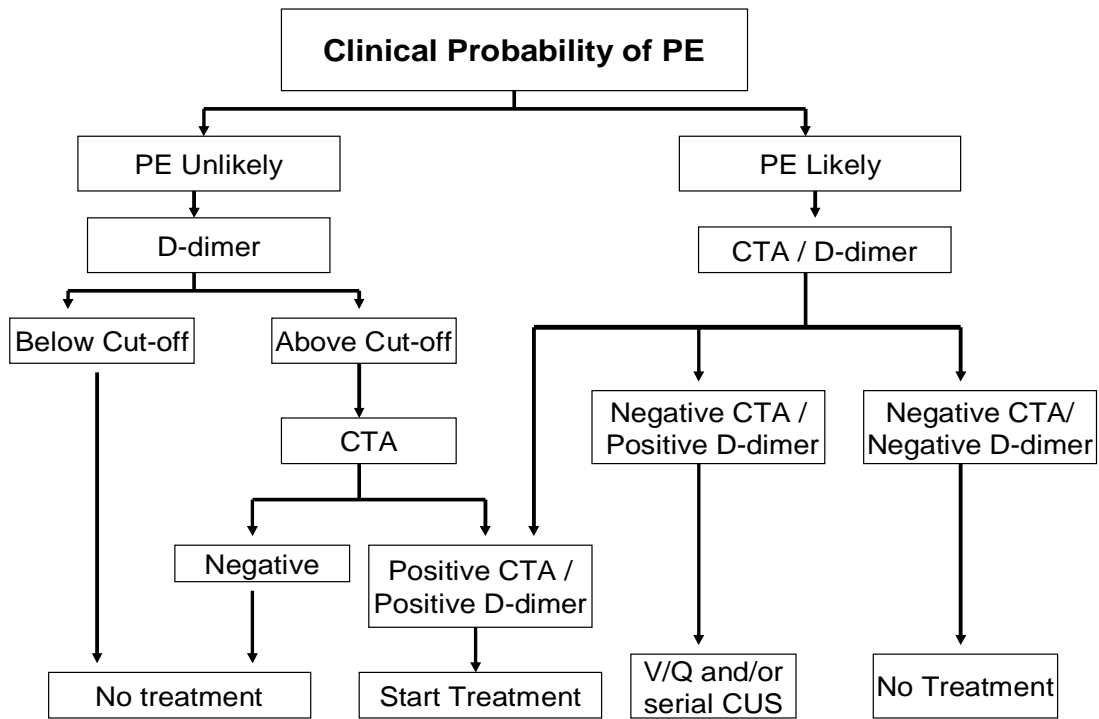 Clinical Probability of PE
PE Unlikely
PE Likely
D-dimer
CTA / D-dimer
Below Cut-off
Above Cut-off
Negative CTA /
Positive D-dimer
Negative CTA/
Negative D-dimer
CTA
Negative
Positive CTA /
Positive D-dimer
No treatment
Start Treatment
V/Q and/or
serial CUS
No Treatment